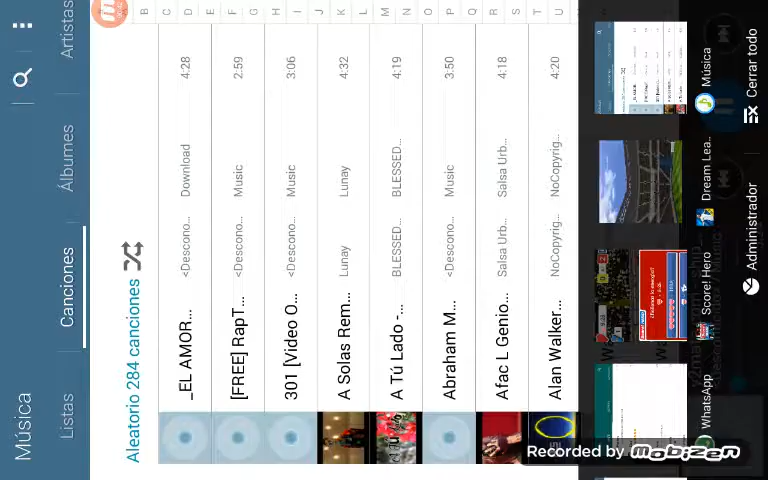 Música
Listas
Canciones
Álbumes
Artistas
Aleatorio 284 canciones
_EL AMOR...
<Descono...
Download
4:28
[FREE] RapT...
<Descono...
Music
2:59
301 [Video O...
<Descono...
Music
3:06
A Solas Rem...
Lunay
Lunay
4:32
A Tú Lado -...
BLESSED...
BLESSED...
4:19
Abraham M...
<Descono...
Music
3:50
Afac L Genio...
Salsa Urb...
Salsa Urb...
4:18
Alan Walker...
NoCopyrig...
NoCopyrig...
4:20
B
C
D
E
F
G
H
I
J
K
L
M
N
O
P
Q
R
S
T
U
WhatsApp
Score! Hero
Dream Lea..
Música
Administrador
Cerrar todo
Recorded by Mobizen